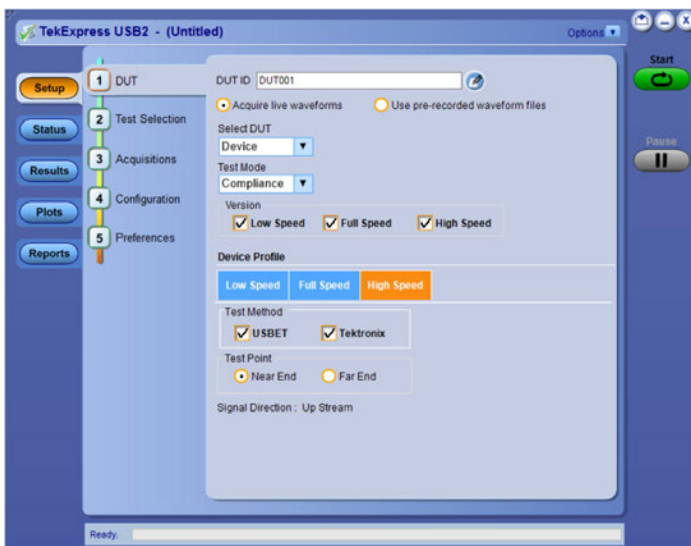 TekExpress USB2 - (Untitled)
Options
Start
Pause
Setup
Status
Results
Plots
Reports
1 DUT
2 Test Selection
3 Acquisitions
4 Configuration
5 Preferences
DUT ID DUT001
Acquire live waveforms Use pre-recorded waveform files
Select DUT
Device
Test Mode
Compliance
Version
Low Speed Full Speed High Speed
Device Profile
Low Speed Full Speed High Speed
Test Method
USBET Tektronix
Test Point
Near End Far End
Signal Direction : Up Stream
Ready.